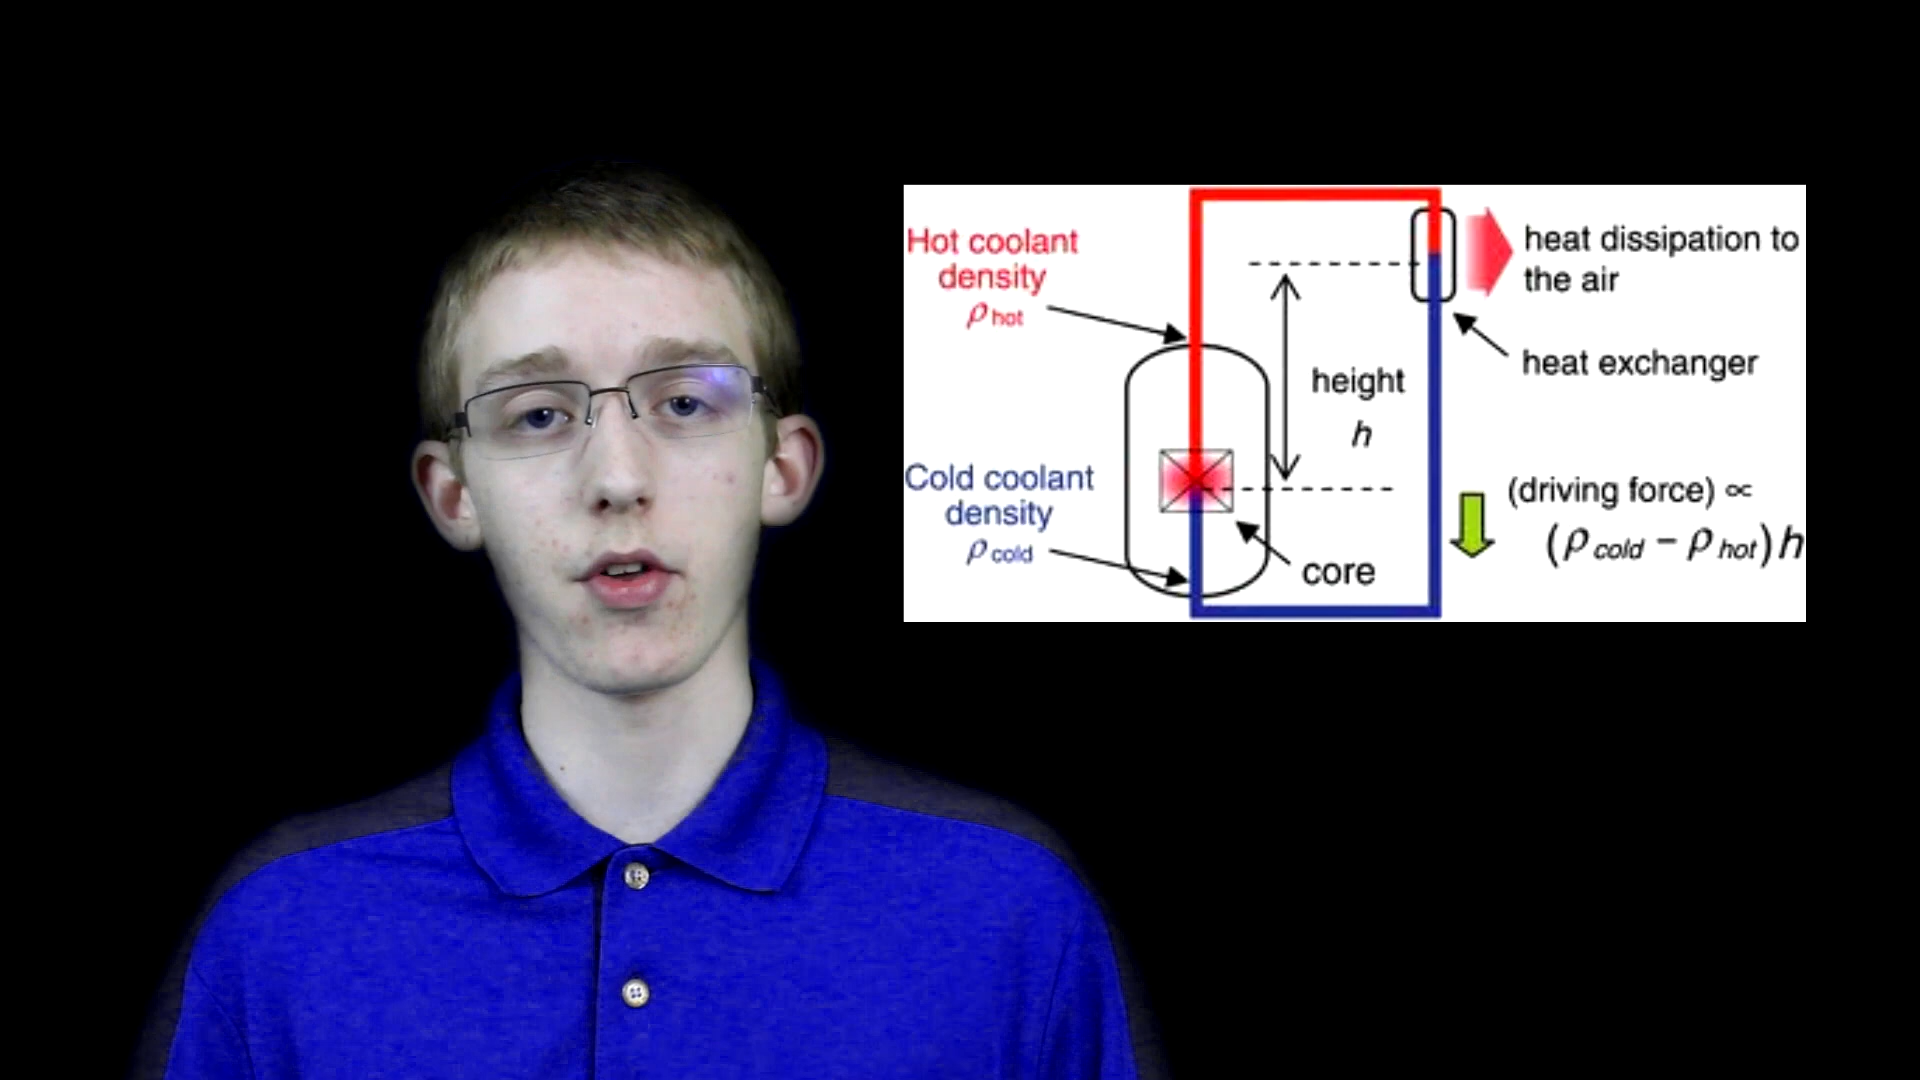 Hot coolant
density
ρ hot
heat dissipation to
the air
heat exchanger
height
h
Cold coolant
density
ρ cold
core
(driving force) ∝
(ρ cold − ρ hot) h